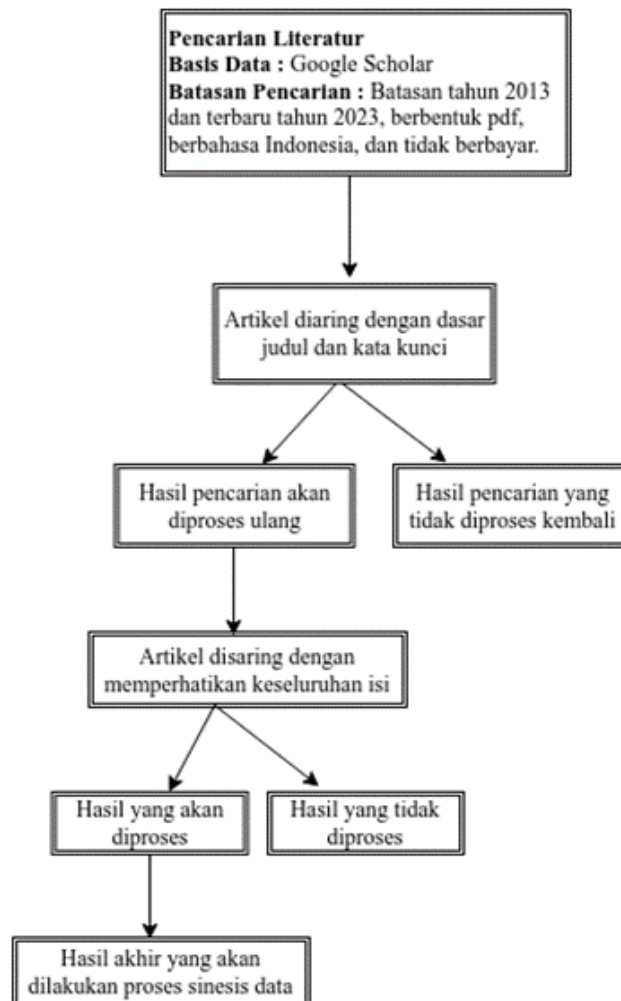 Pencarian Literatur
Basis Data : Google Scholar
Batasan Pencarian : Batasan tahun 2013
dan terbaru tahun 2023, berbentuk pdf,
berbahasa Indonesia, dan tidak berbayar.
Artikel diaring dengan dasar
judul dan kata kunci
Hasil pencarian akan
diproses ulang
Hasil pencarian yang
tidak diproses kembali
Artikel disaring dengan
memperhatikan keseluruhan isi
Hasil yang akan
diproses
Hasil yang tidak
diproses
Hasil akhir yang akan
dilakukan proses sinesis data